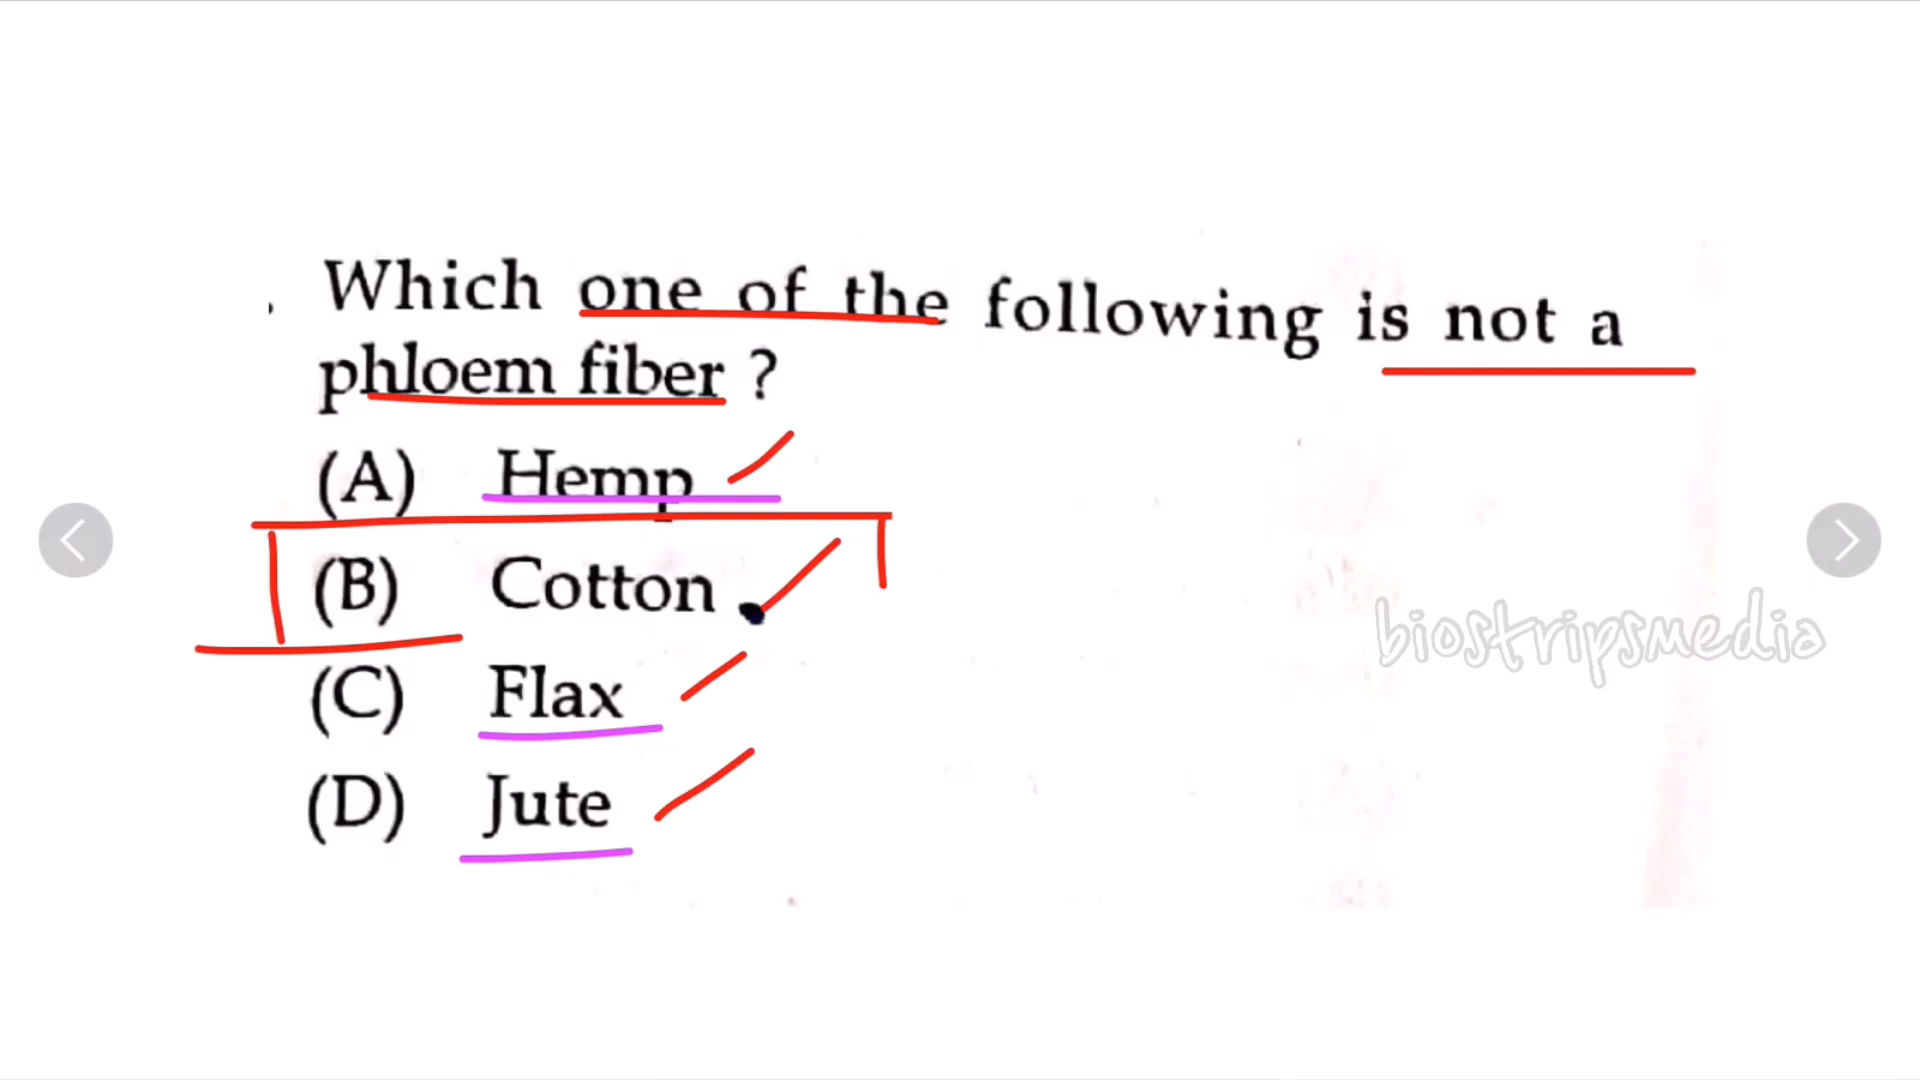 Which one of the following is not a
phloem fiber ?
(A) Hemp
(B) Cotton
(C) Flax
(D) Jute
biostripsmedia